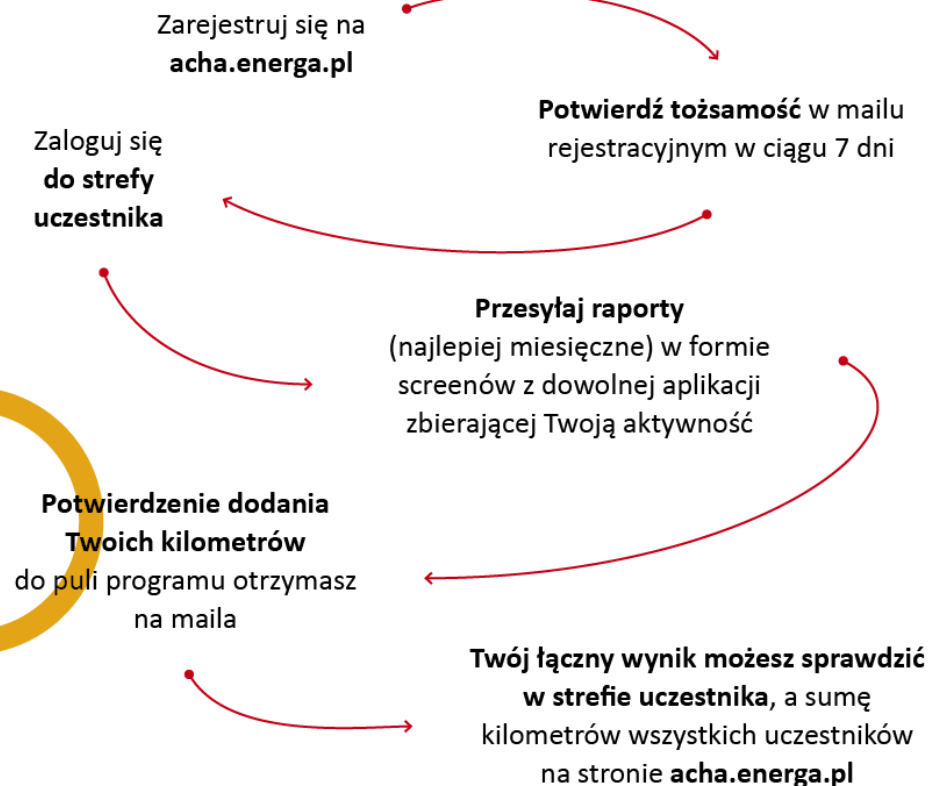 Zarejestruj się na
acha.energa.pl
Potwierdź tożsamość w mailu
rejestracyjnym w ciągu 7 dni
Zaloguj się
do strefy
uczestnika
Przesyłaj raporty
(najlepiej miesięczne) w formie
screenów z dowolnej aplikacji
zbierającej Twoją aktywność
Potwierdzenie dodania
Twoich kilometrów
do puli programu otrzymasz
na maila
Twój łączny wynik możesz sprawdzić
w strefie uczestnika, a sumę
kilometrów wszystkich uczestników
na stronie acha.energa.pl